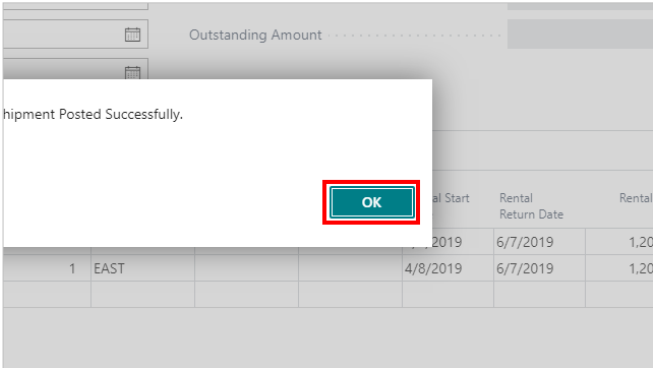 Outstanding Amount
hipment Posted Successfully.
OK
al Start Rental Rental
Return Date
/2019 6/7/2019 1,20
1 EAST 4/8/2019 6/7/2019 1,20